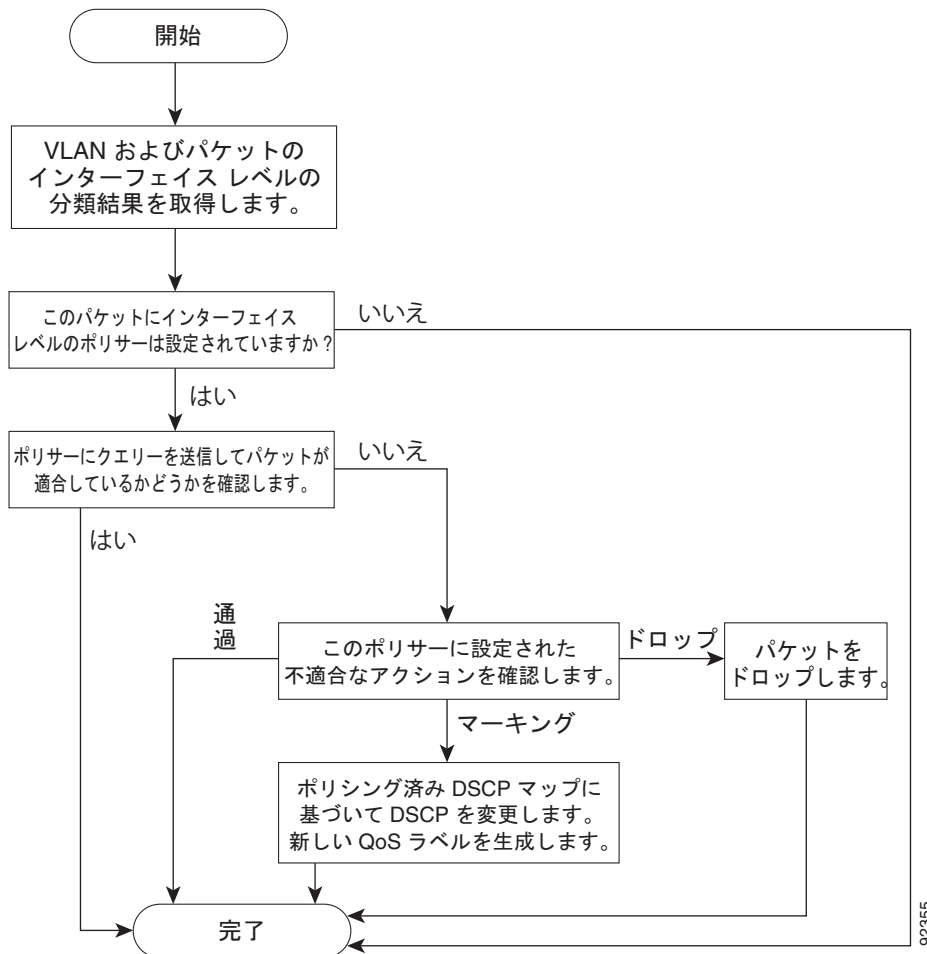 開始
VLAN およびパケットの
インターフェイス レベルの
分類結果を取得します。
このパケットにインターフェイス
レベルのポリサーは設定されていますか？
いいえ
はい
ポリサーにクエリーを送信してパケットが
適合しているかどうかを確認します。
いいえ
はい
通
過
このポリサーに設定された
不適合なアクションを確認します。
ドロップ
パケットを
ドロップします。
マーキング
ポリシング済み DSCP マップに
基づいて DSCP を変更します。
新しい QoS ラベルを生成します。
完了
92355